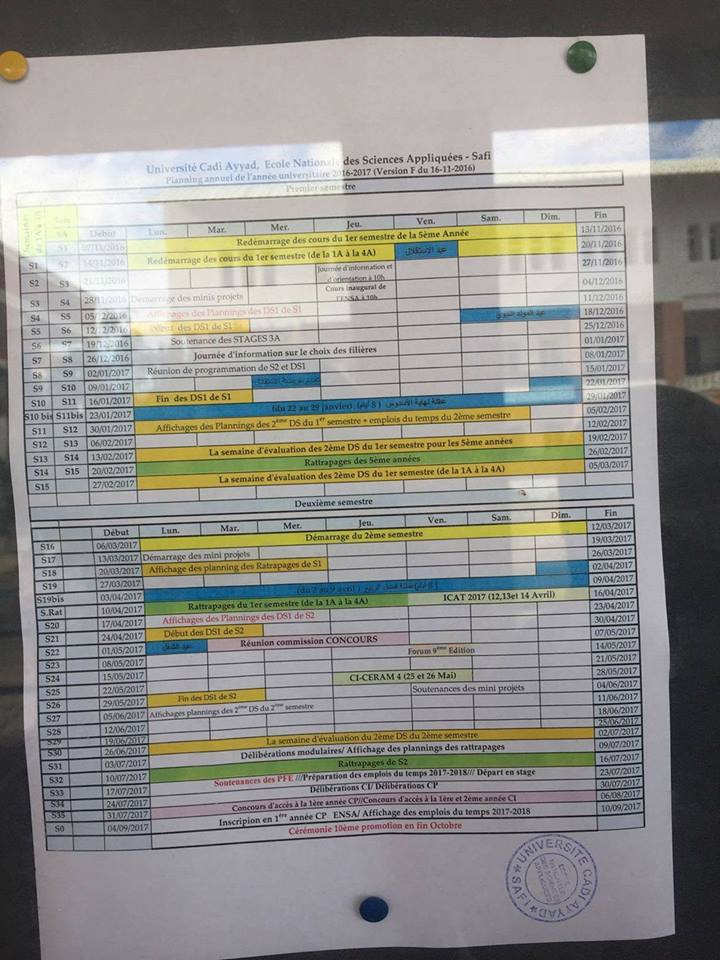 Université Cadi Ayyad, Ecole Nationale des Sciences Appliquées - Safi
Planning annuel de l'année universitaire 2016-2017 (Version F du 16-11-2016)
Premier semestre
5A Début Lun. Mar. Mer. Jeu. Ven. Sam. Dim. Fin
S1 07/11/2016 Redémarrage des cours du 1er semestre de la 5ème Année 13/11/2016
S1 S2 14/11/2016 Redémarrage des cours du 1er semestre (de la 1A à la 4A) عيد الاستقلال 20/11/2016
S2 S3 21/11/2016 Journée d'information et d'orientation à 10h 27/11/2016
S3 S4 28/11/2016 Démarrage des minis projets Cours inaugural de l'ENSA à 10h 04/12/2016
S4 S5 05/12/2016 Affichages des Plannings des DS1 de S1 11/12/2016
S5 S6 12/12/2016 Début des DS1 de S1 عيد المولد النبوي 18/12/2016
S6 S7 19/12/2016 Soutenance des STAGES 3A 25/12/2016
S7 S8 26/12/2016 Journée d'information sur le choix des filières 01/01/2017
S8 S9 02/01/2017 Réunion de programmation de S2 et DS1 08/01/2017
S9 S10 09/01/2017 15/01/2017
S10 S11 16/01/2017 Fin des DS1 de S1 22/01/2017
S10 bis S11bis 23/01/2017 (du 22 au 29 janvier) (8 أيام) عطلة نهاية الأسدوس 29/01/2017
S11 S12 30/01/2017 Affichages des Plannings des 2ème DS du 1er semestre + emplois du temps du 2ème semestre 05/02/2017
S12 S13 06/02/2017 12/02/2017
S13 S14 13/02/2017 La semaine d'évaluation des 2ème DS du 1er semestre pour les 5ème années 19/02/2017
S14 S15 20/02/2017 Rattrapages des 5ème années 26/02/2017
S15 27/02/2017 La semaine d'évaluation des 2ème DS du 1er semestre (de la 1A à la 4A) 05/03/2017
Deuxième semestre
Début Lun. Mar. Mer. Jeu. Ven. Sam. Dim. Fin
S16 06/03/2017 Démarrage du 2ème semestre 12/03/2017
S17 13/03/2017 Démarrage des mini projets 19/03/2017
S18 20/03/2017 Affichage des planning des Ratrapages de S1 26/03/2017
S19 27/03/2017 02/04/2017
S19bis 03/04/2017 (du 2 au 9 avril) (8 أيام) عطلة فصل الربيع 09/04/2017
S.Rat 10/04/2017 Rattrapages du 1er semestre (de la 1A à la 4A) ICAT 2017 (12,13et 14 Avril) 16/04/2017
S20 17/04/2017 Affichages des Plannings des DS1 de S2 23/04/2017
S21 24/04/2017 Début des DS1 de S2 30/04/2017
S22 01/05/2017 عيد الشغل Réunion commission CONCOURS 07/05/2017
S23 08/05/2017 Forum 9ème Edition 14/05/2017
S24 15/05/2017 21/05/2017
S25 22/05/2017 CI-CERAM 4 (25 et 26 Mai) 28/05/2017
S26 29/05/2017 Fin des DS1 de S2 Soutenances des mini projets 04/06/2017
S27 05/06/2017 Affichages plannings des 2ème DS du 2ème semestre 11/06/2017
S28 12/06/2017 18/06/2017
S29 19/06/2017 La semaine d'évaluation du 2ème DS du 2ème semestre 25/06/2017
S30 26/06/2017 Délibérations modulaires/ Affichage des plannings des rattrapages 02/07/2017
S31 03/07/2017 Rattrapages de S2 09/07/2017
S32 10/07/2017 Soutenances des PFE ///Préparation des emplois du temps 2017-2018/// Départ en stage 16/07/2017
S33 17/07/2017 Délibérations CI/ Délibérations CP 23/07/2017
S34 24/07/2017 Concours d'accès à la 1ère année CP//Concours d'accès à la 1ère et 2ème année CI 30/07/2017
S35 31/07/2017 06/08/2017
S0 04/09/2017 Inscripion en 1ère année CP ENSA/ Affichage des emplois du temps 2017-2018 10/09/2017
Cérémonie 10ème promotion en fin Octobre
UNIVERSITE CADI AYYAD
SAFI